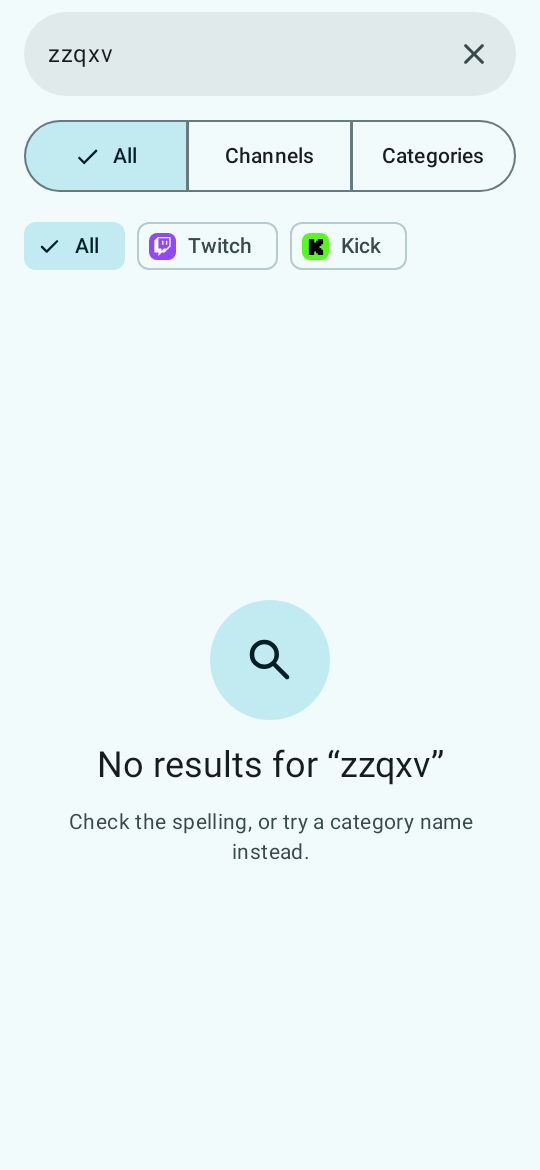 zzqxv
All
Channels
Categories
All
Twitch
Kick
No results for “zzqxv”
Check the spelling, or try a category name
instead.